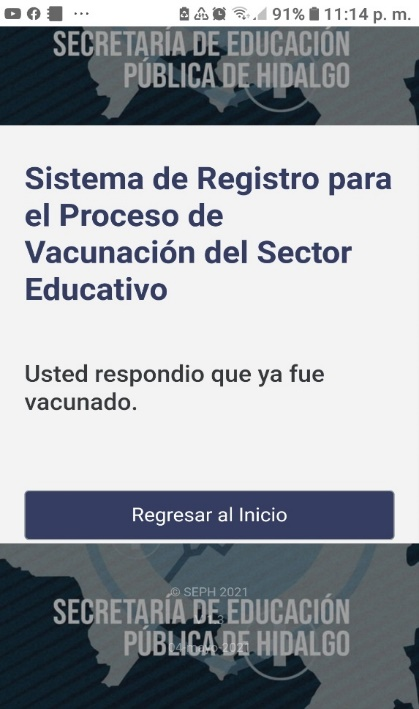 91% 11:14 p. m.
SECRETARÍA DE EDUCACIÓN
PÚBLICA DE HIDALGO
Sistema de Registro para
el Proceso de
Vacunación del Sector
Educativo
Usted respondio que ya fue
vacunado.
Regresar al Inicio
© SEPH 2021
SECRETARÍA DE EDUCACIÓN
PÚBLICA DE HIDALGO
04-mayo-2021